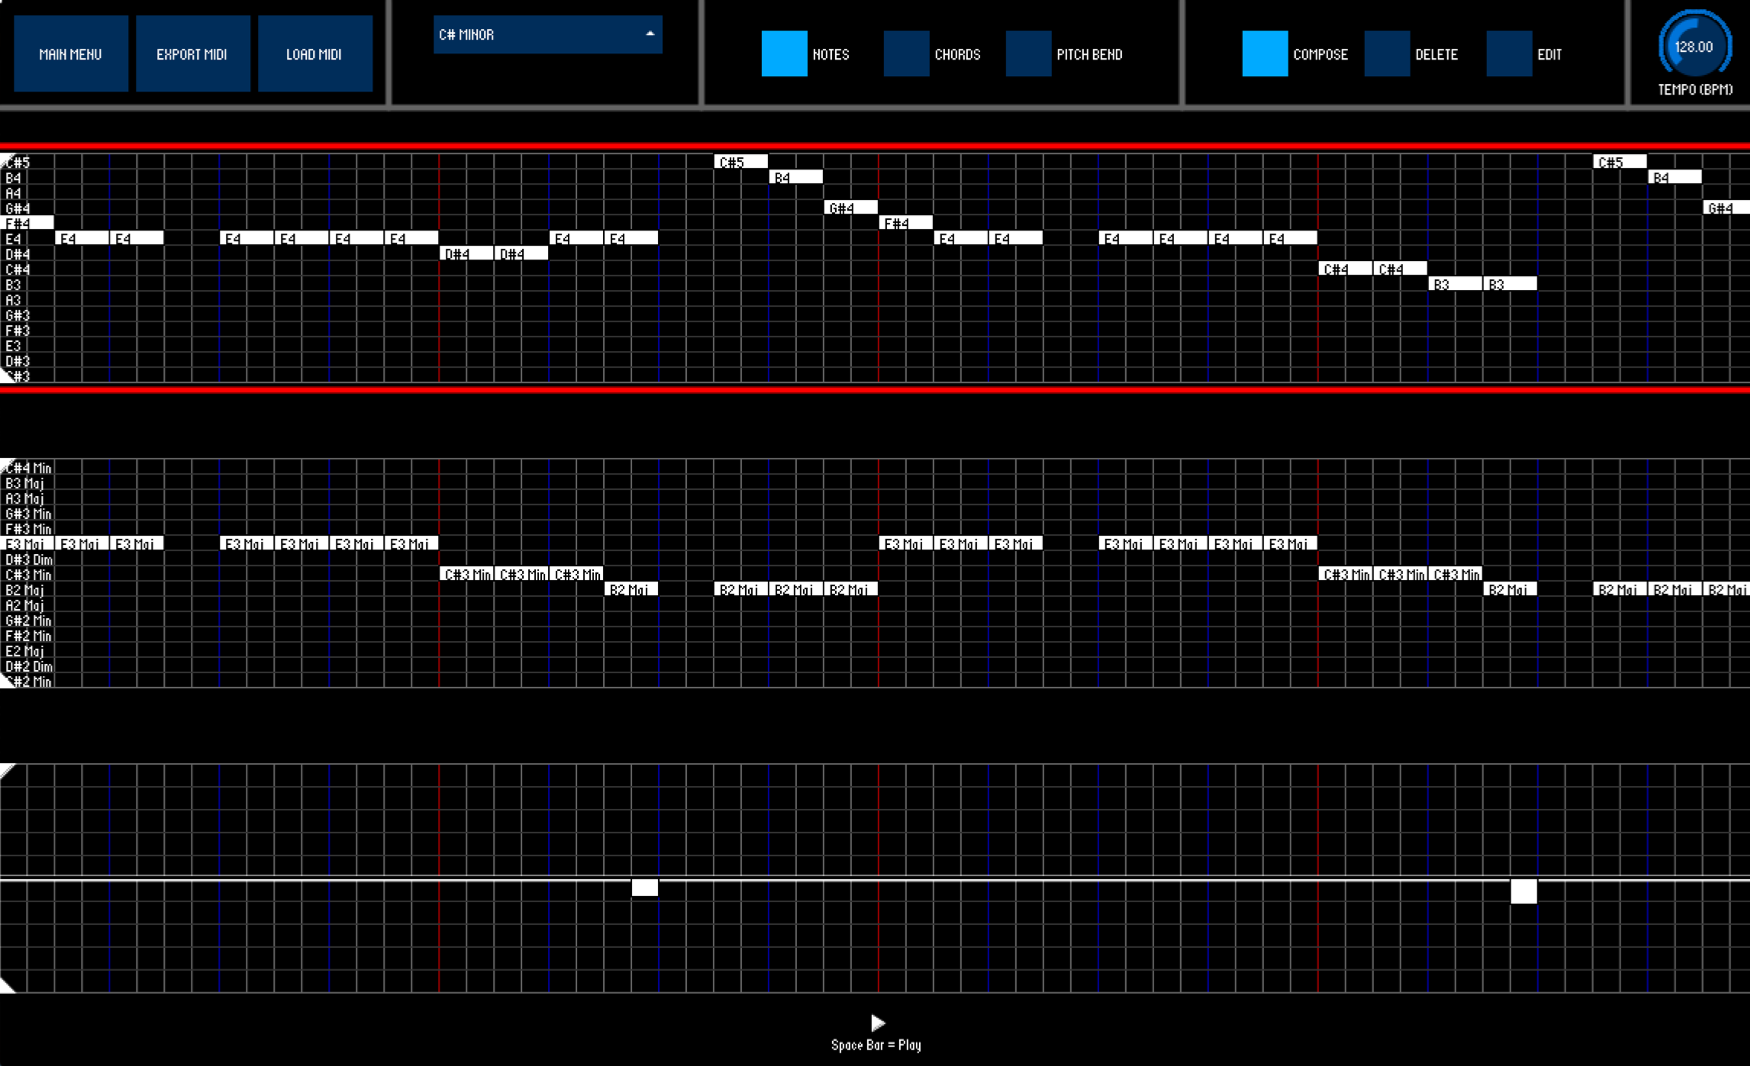 MAIN MENU EXPORT MIDI LOAD MIDI C# MINOR NOTES CHORDS PITCH BEND COMPOSE DELETE EDIT 128.00
TEMPO (BPM)
C#5 C#5 C#5
B4 B4 B4
A4
G#4 G#4 G#4
F#4 F#4
E4 E4 E4 E4 E4 E4 E4 E4 E4 E4 E4 E4 E4 E4 E4
D#4 D#4 D#4
C#4 C#4 C#4
B3 B3 B3
A3
G#3
F#3
E3
D#3
C#3
C#4 Min
B3 Maj
A3 Maj
G#3 Min
F#3 Min
E3 Maj E3 Maj E3 Maj E3 Maj E3 Maj E3 Maj E3 Maj E3 Maj E3 Maj E3 Maj E3 Maj E3 Maj E3 Maj E3 Maj
D#3 Dim
C#3 Min C#3 Min C#3 Min C#3 Min C#3 Min C#3 Min C#3 Min
B2 Maj B2 Maj B2 Maj B2 Maj B2 Maj B2 Maj B2 Maj B2 Maj B2 Maj
A2 Maj
G#2 Min
F#2 Min
E2 Maj
D#2 Dim
C#2 Min
Space Bar = Play